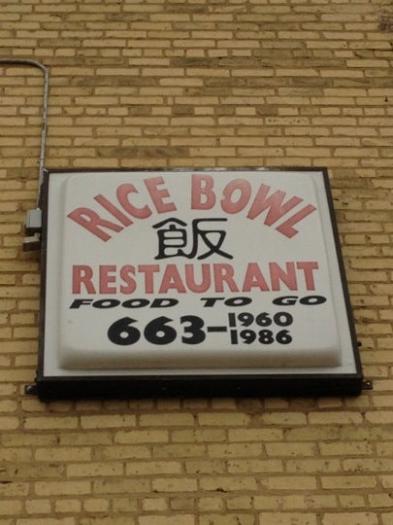 RICE BOWL
飯
RESTAURANT
FOOD TO GO
663-1960
1986